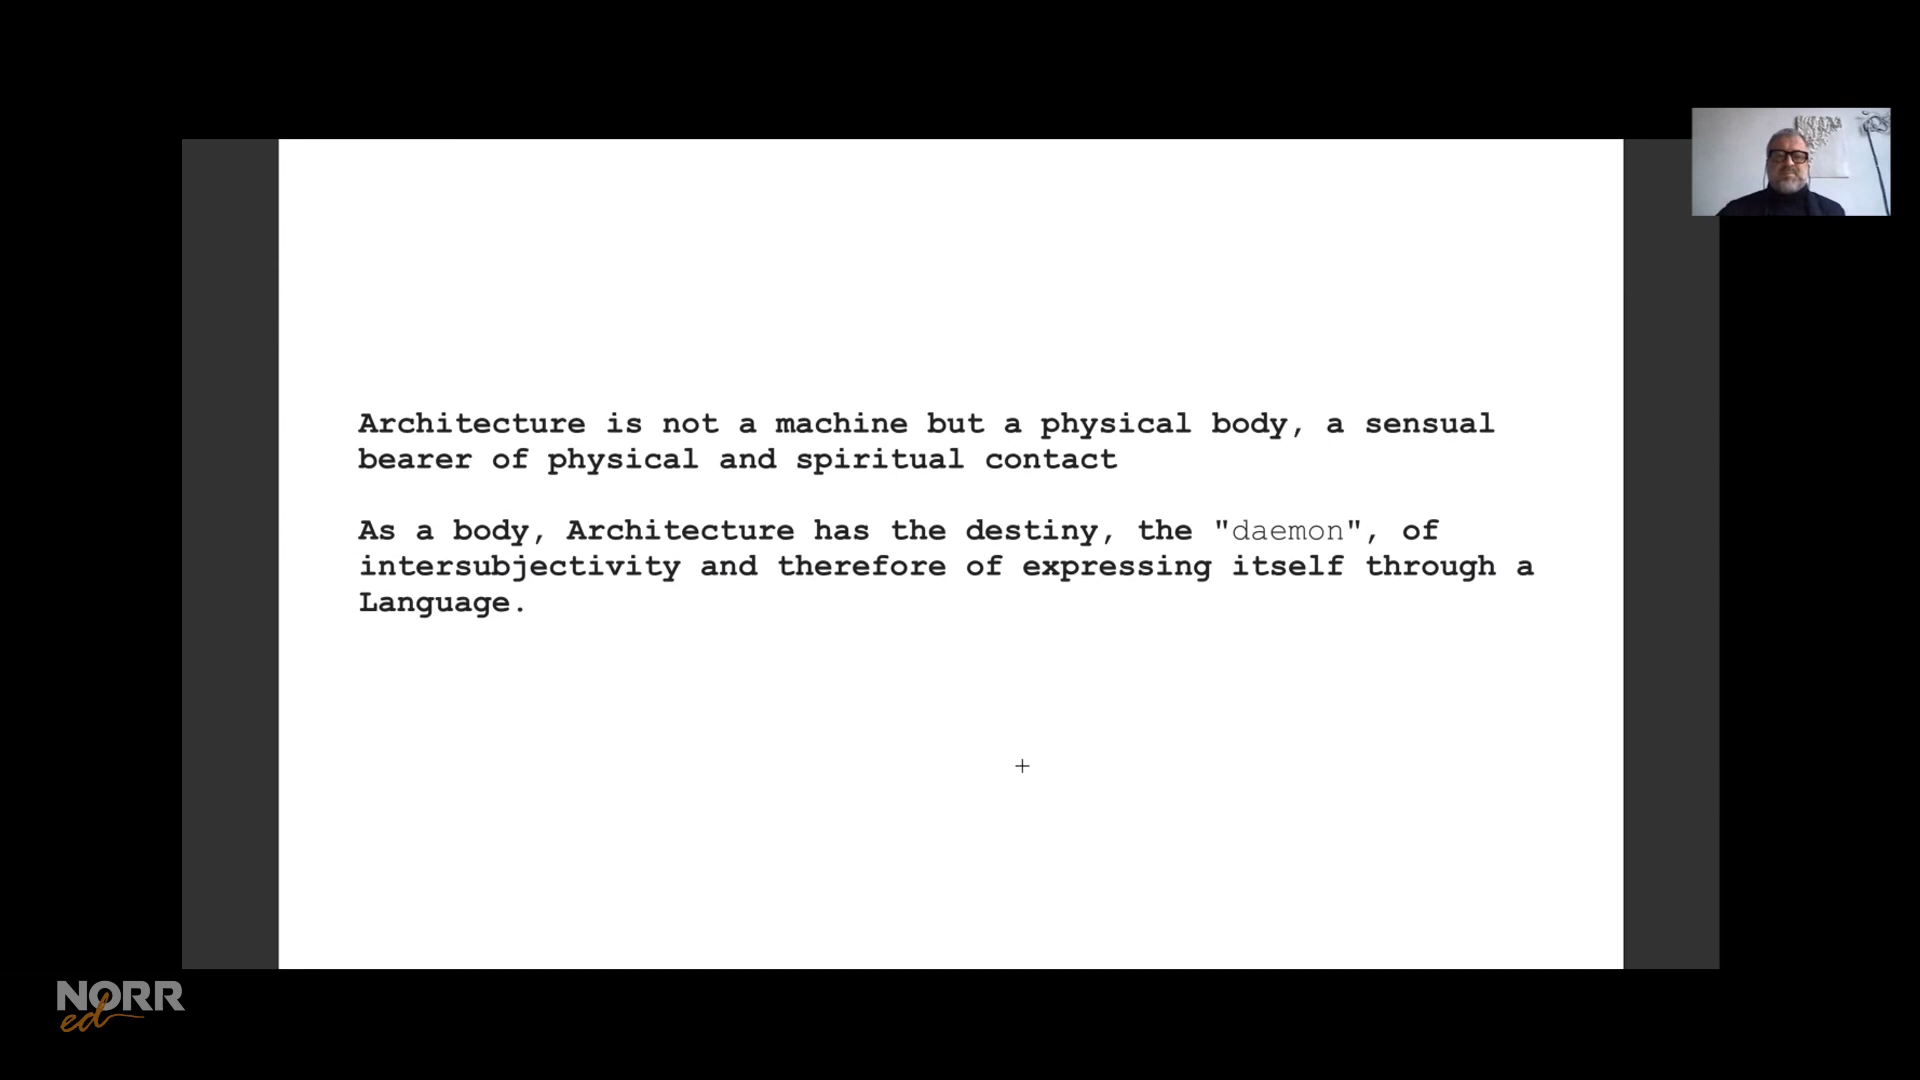 Architecture is not a machine but a physical body, a sensual
bearer of physical and spiritual contact
As a body, Architecture has the destiny, the "daemon", of
intersubjectivity and therefore of expressing itself through a
Language.
NORR
ed